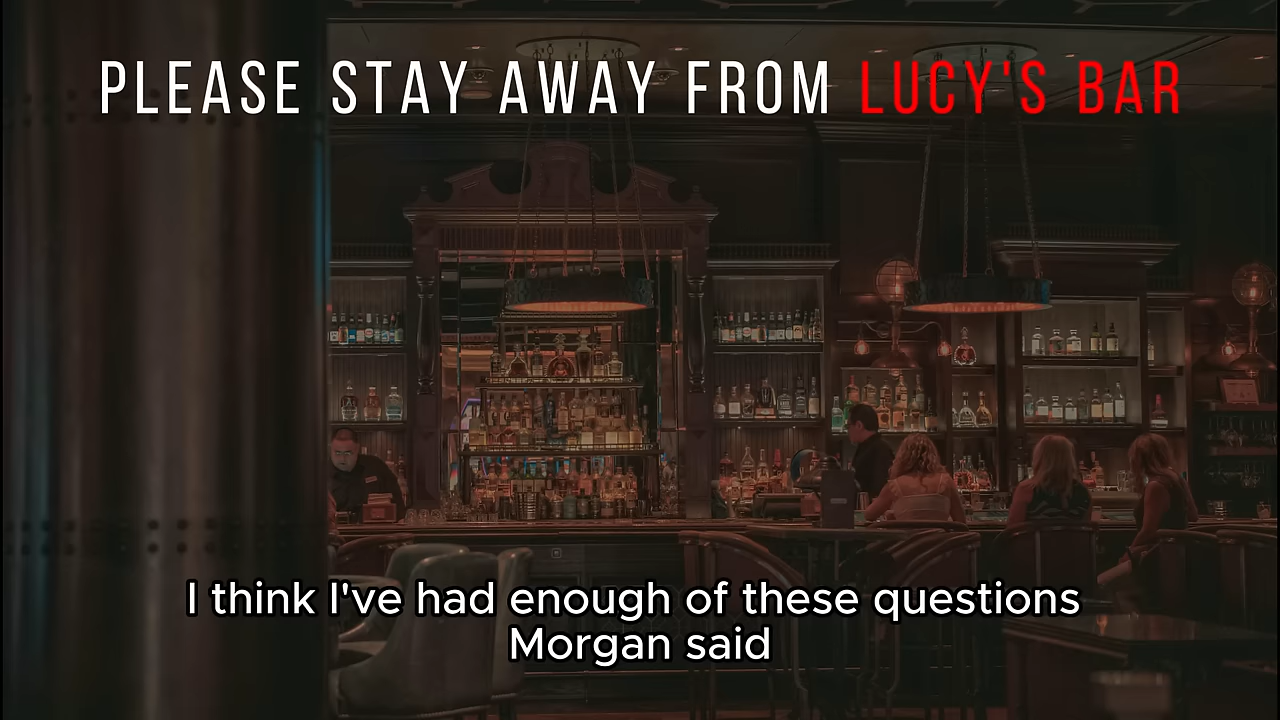 PLEASE STAY AWAY FROM LUCY'S BAR
I think I've had enough of these questions
Morgan said